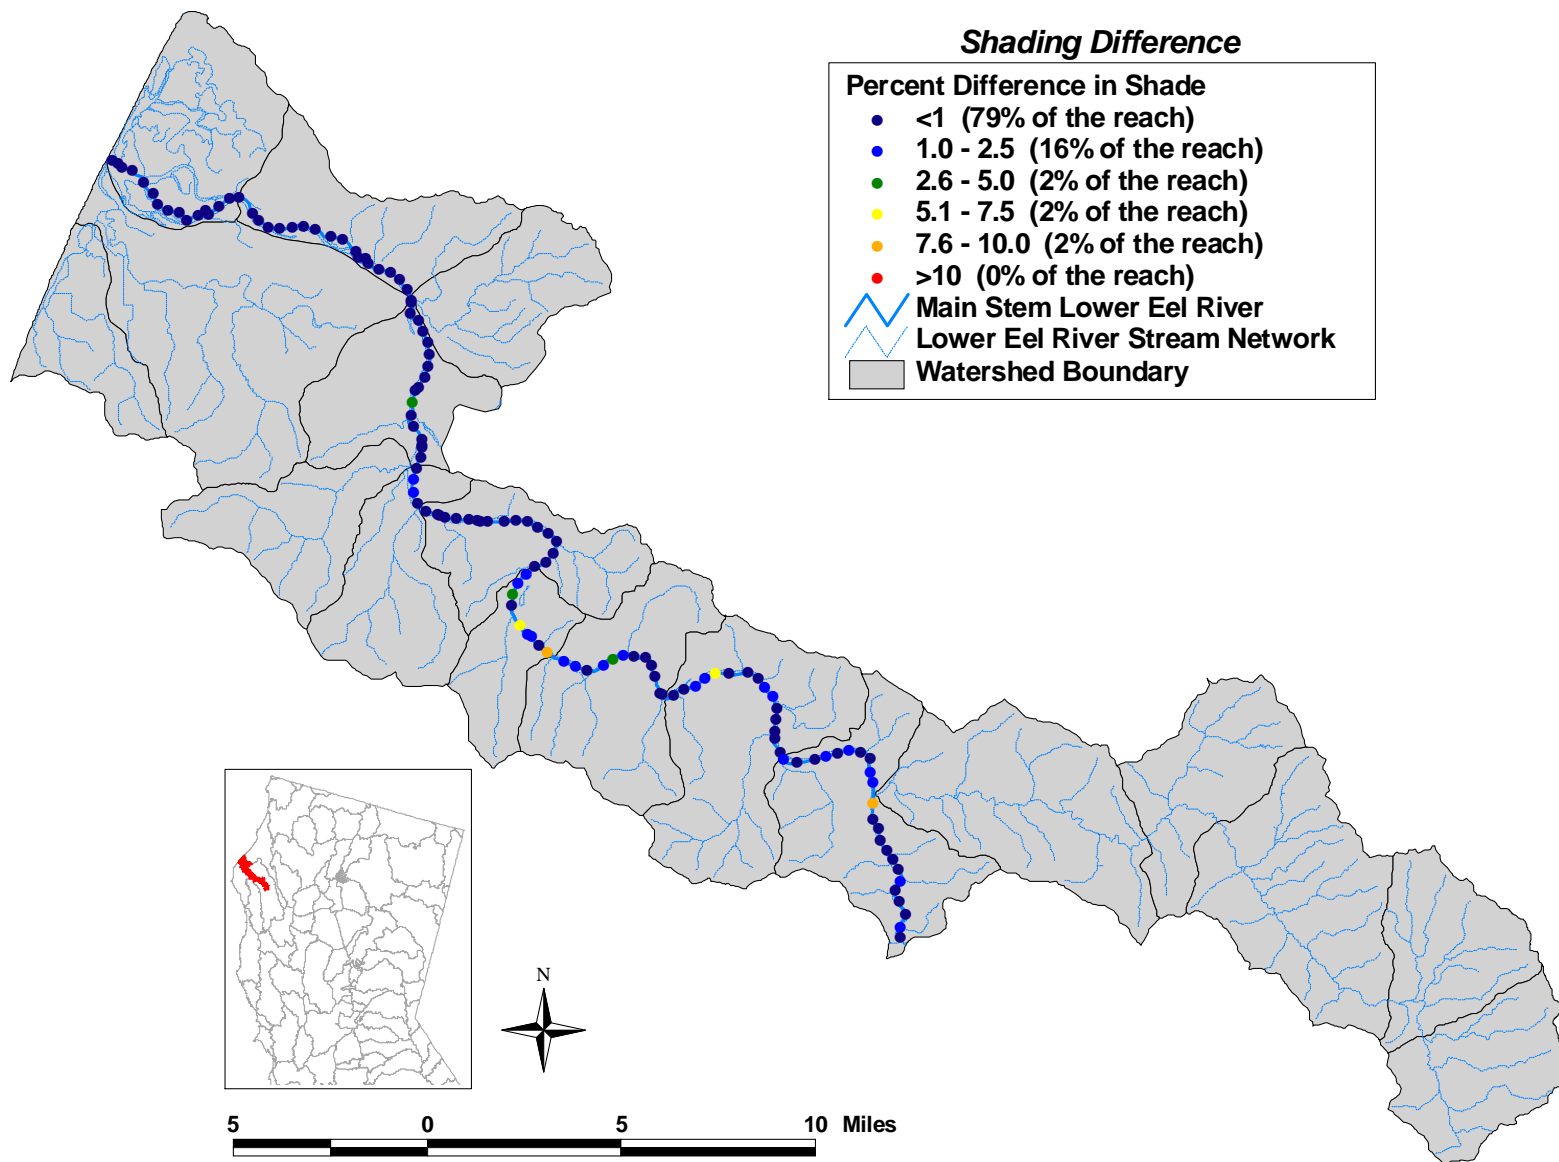 Shading Difference
Percent Difference in Shade
<1 (79% of the reach)
1.0 - 2.5 (16% of the reach)
2.6 - 5.0 (2% of the reach)
5.1 - 7.5 (2% of the reach)
7.6 - 10.0 (2% of the reach)
>10 (0% of the reach)
Main Stem Lower Eel River
Lower Eel River Stream Network
Watershed Boundary
N
5 0 5 10 Miles